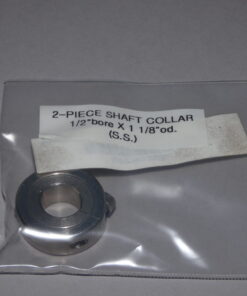 2-PIECE SHAFT COLLAR
1/2"bore X 1 1/8"od.
(S.S.)